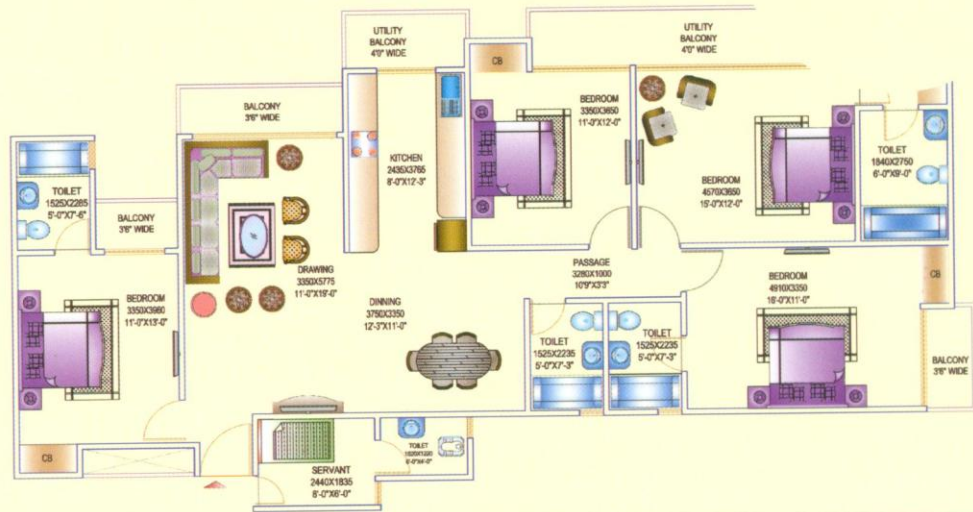 UTILITY
BALCONY
4'0" WIDE
UTILITY
BALCONY
4'0" WIDE
CB
BALCONY
3'6" WIDE
BEDROOM
3350X3650
11'-0"X12'-0"
KITCHEN
2435X3765
8'-0"X12'-3"
TOILET
1840X2750
6'-0"X9'-0"
BEDROOM
4570X3650
15'-0"X12'-0"
TOILET
1525X2285
5'-0"X7'-6"
BALCONY
3'6" WIDE
DRAWING
3350X5775
11'-0"X19'-0"
PASSAGE
3280X1000
10'9"X3'3"
BEDROOM
4910X3350
16'-0"X11'-0"
CB
BEDROOM
3350X3960
11'-0"X13'-0"
DINNING
3750X3350
12'-3"X11'-0"
TOILET
1525X2235
5'-0"X7'-3"
TOILET
1525X2235
5'-0"X7'-3"
BALCONY
3'6" WIDE
CB
TOILET
SERVANT
2440X1835
8'-0"X6'-0"